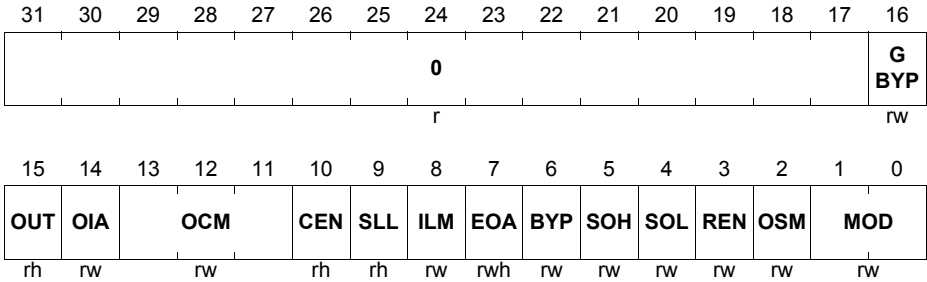 31 30 29 28 27 26 25 24 23 22 21 20 19 18 17 16
0 G BYP
r rw
15 14 13 12 11 10 9 8 7 6 5 4 3 2 1 0
OUT OIA OCM CEN SLL ILM EOA BYP SOH SOL REN OSM MOD
rh rw rw rh rh rw rwh rw rw rw rw rw rw